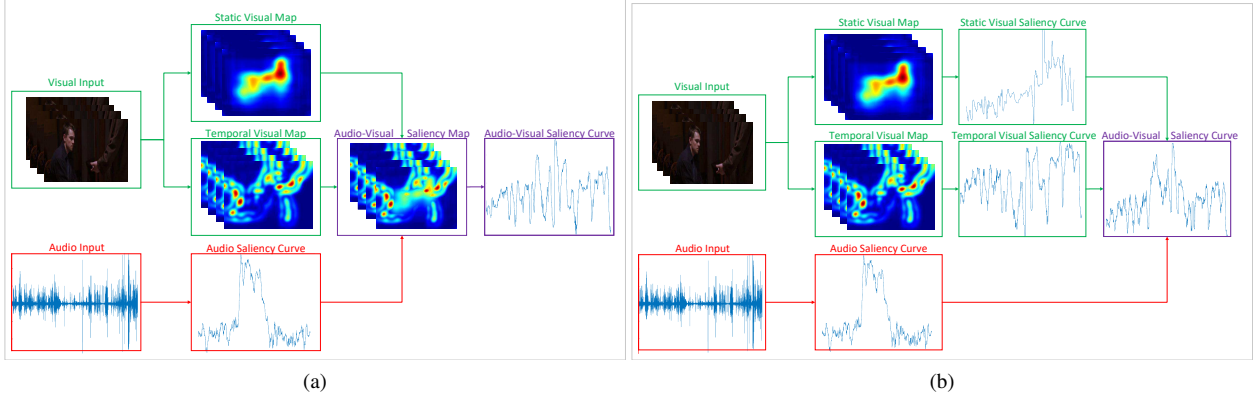 Static Visual Map
Visual Input
Temporal Visual Map
Audio-Visual Saliency Map
Audio-Visual Saliency Curve
Audio Input
Audio Saliency Curve
(a)
Static Visual Map
Static Visual Saliency Curve
Visual Input
Temporal Visual Map
Temporal Visual Saliency Curve
Audio-Visual Saliency Curve
Audio Input
Audio Saliency Curve
(b)